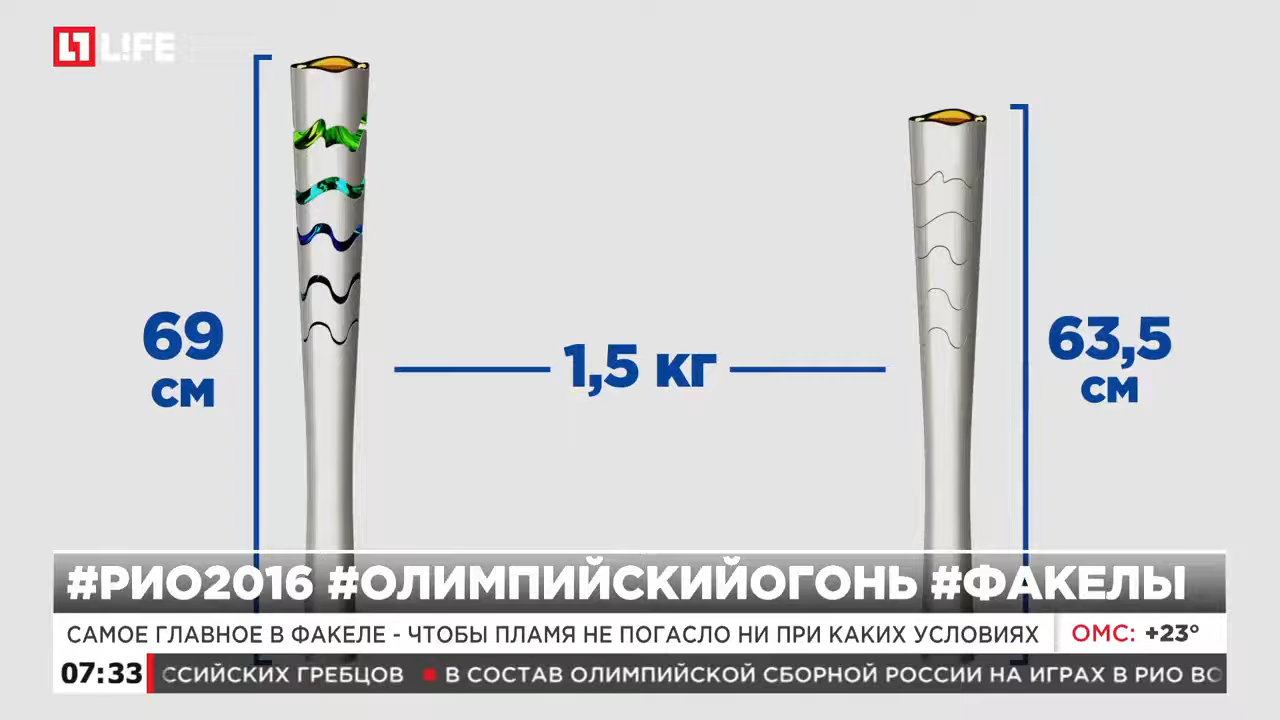 LIFE
69
см
1,5 кг
63,5
см
#РИО2016 #ОЛИМПИЙСКИЙОГОНЬ #ФАКЕЛЫ
САМОЕ ГЛАВНОЕ В ФАКЕЛЕ - ЧТОБЫ ПЛАМЯ НЕ ПОГАСЛО НИ ПРИ КАКИХ УСЛОВИЯХ
ОМС: +23°
07:33
ССИЙСКИХ ГРЕБЦОВ ■ В СОСТАВ ОЛИМПИЙСКОЙ СБОРНОЙ РОССИИ НА ИГРАХ В РИО ВО